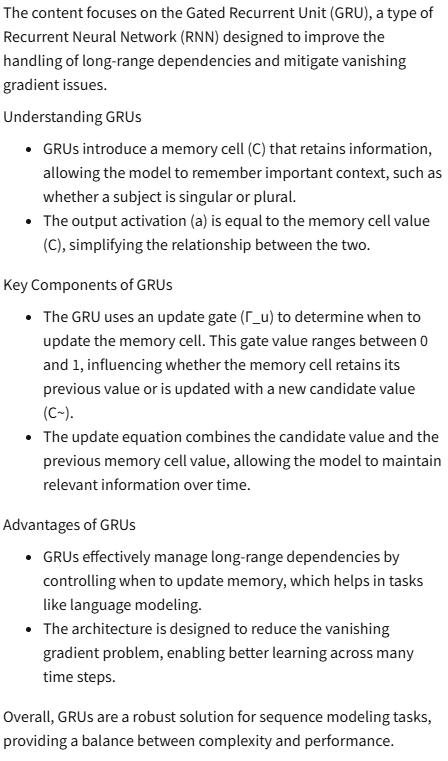 The content focuses on the Gated Recurrent Unit (GRU), a type of
Recurrent Neural Network (RNN) designed to improve the
handling of long-range dependencies and mitigate vanishing
gradient issues.
Understanding GRUs
• GRUs introduce a memory cell (C) that retains information,
allowing the model to remember important context, such as
whether a subject is singular or plural.
• The output activation (a) is equal to the memory cell value
(C), simplifying the relationship between the two.
Key Components of GRUs
• The GRU uses an update gate (Γ_u) to determine when to
update the memory cell. This gate value ranges between 0
and 1, influencing whether the memory cell retains its
previous value or is updated with a new candidate value
(C~).
• The update equation combines the candidate value and the
previous memory cell value, allowing the model to maintain
relevant information over time.
Advantages of GRUs
• GRUs effectively manage long-range dependencies by
controlling when to update memory, which helps in tasks
like language modeling.
• The architecture is designed to reduce the vanishing
gradient problem, enabling better learning across many
time steps.
Overall, GRUs are a robust solution for sequence modeling tasks,
providing a balance between complexity and performance.